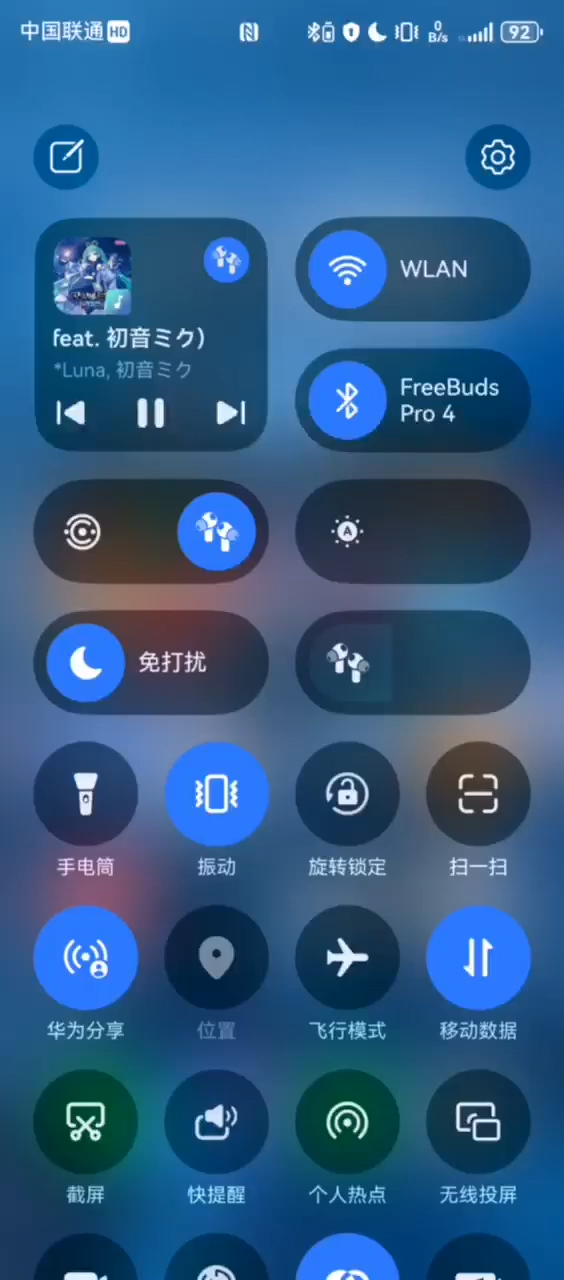 中国联通 HD
0
B/s
92
feat. 初音ミク)
*Luna, 初音ミク
WLAN
FreeBuds
Pro 4
A
免打扰
手电筒
振动
旋转锁定
扫一扫
华为分享
位置
飞行模式
移动数据
截屏
快提醒
个人热点
无线投屏